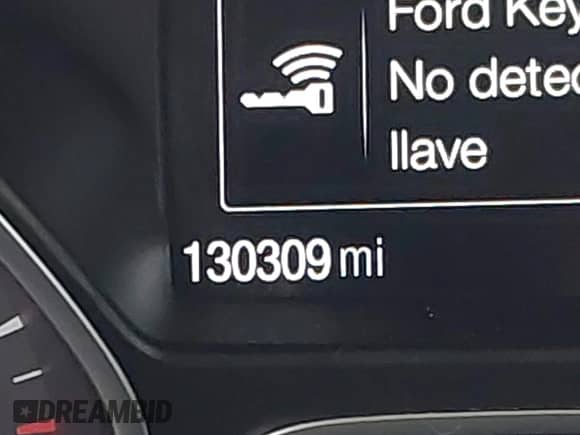 Ford Key
No detec
llave
130309 mi
DREAMBID